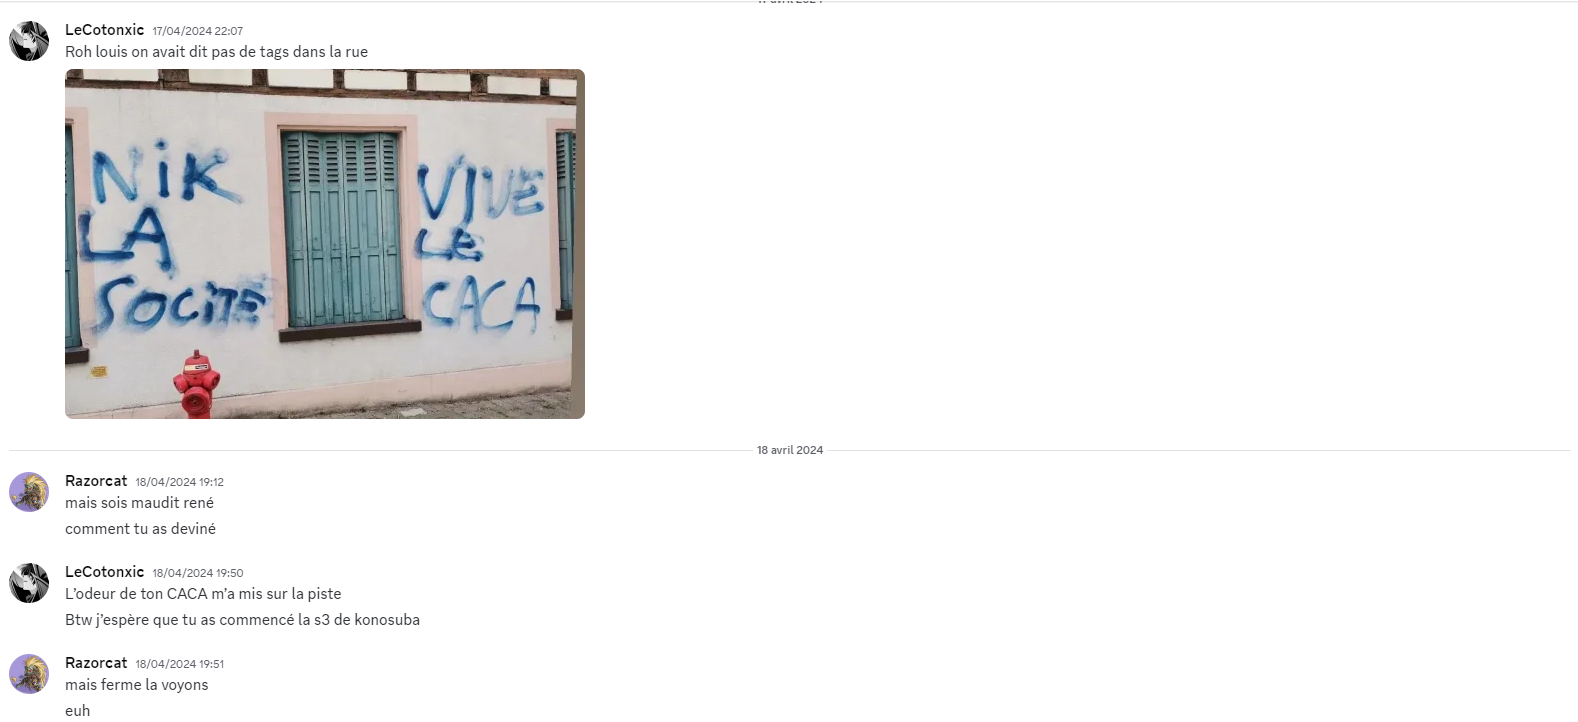 LeCotonxic 17/04/2024 22:07
Roh louis on avait dit pas de tags dans la rue
NiK
LA
SOCiTE
VIVE
LE
CACA
18 avril 2024
Razorcat 18/04/2024 19:12
mais sois maudit rené
comment tu as deviné
LeCotonxic 18/04/2024 19:50
L’odeur de ton CACA m’a mis sur la piste
Btw j’espère que tu as commencé la s3 de konosuba
Razorcat 18/04/2024 19:51
mais ferme la voyons
euh